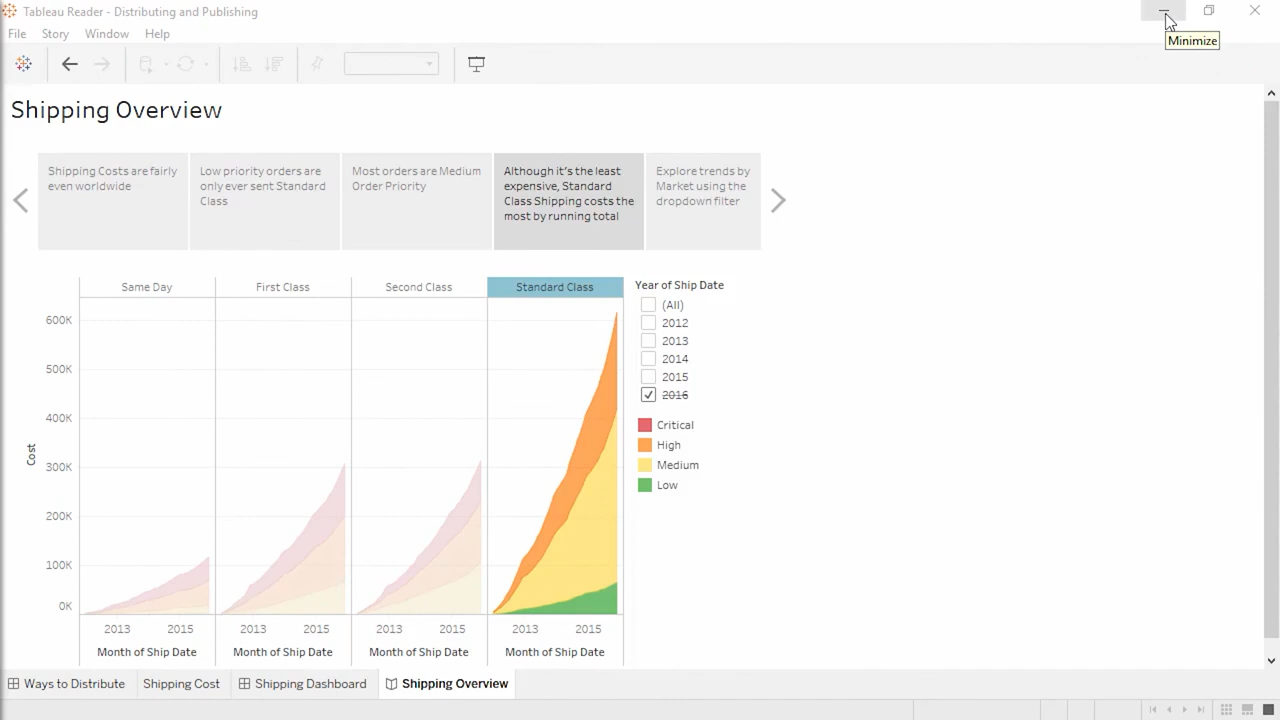 Tableau Reader - Distributing and Publishing
File Story Window Help
Minimize
Shipping Overview
Shipping Costs are fairly
even worldwide
Low priority orders are
only ever sent Standard
Class
Most orders are Medium
Order Priority
Although it's the least
expensive, Standard
Class Shipping costs the
most by running total
Explore trends by
Market using the
dropdown filter
Same Day First Class Second Class Standard Class
Cost
600K
500K
400K
300K
200K
100K
0K
2013 2015 2013 2015 2013 2015 2013 2015
Month of Ship Date Month of Ship Date Month of Ship Date Month of Ship Date
Year of Ship Date
(All)
2012
2013
2014
2015
2016
Critical
High
Medium
Low
Ways to Distribute Shipping Cost Shipping Dashboard Shipping Overview